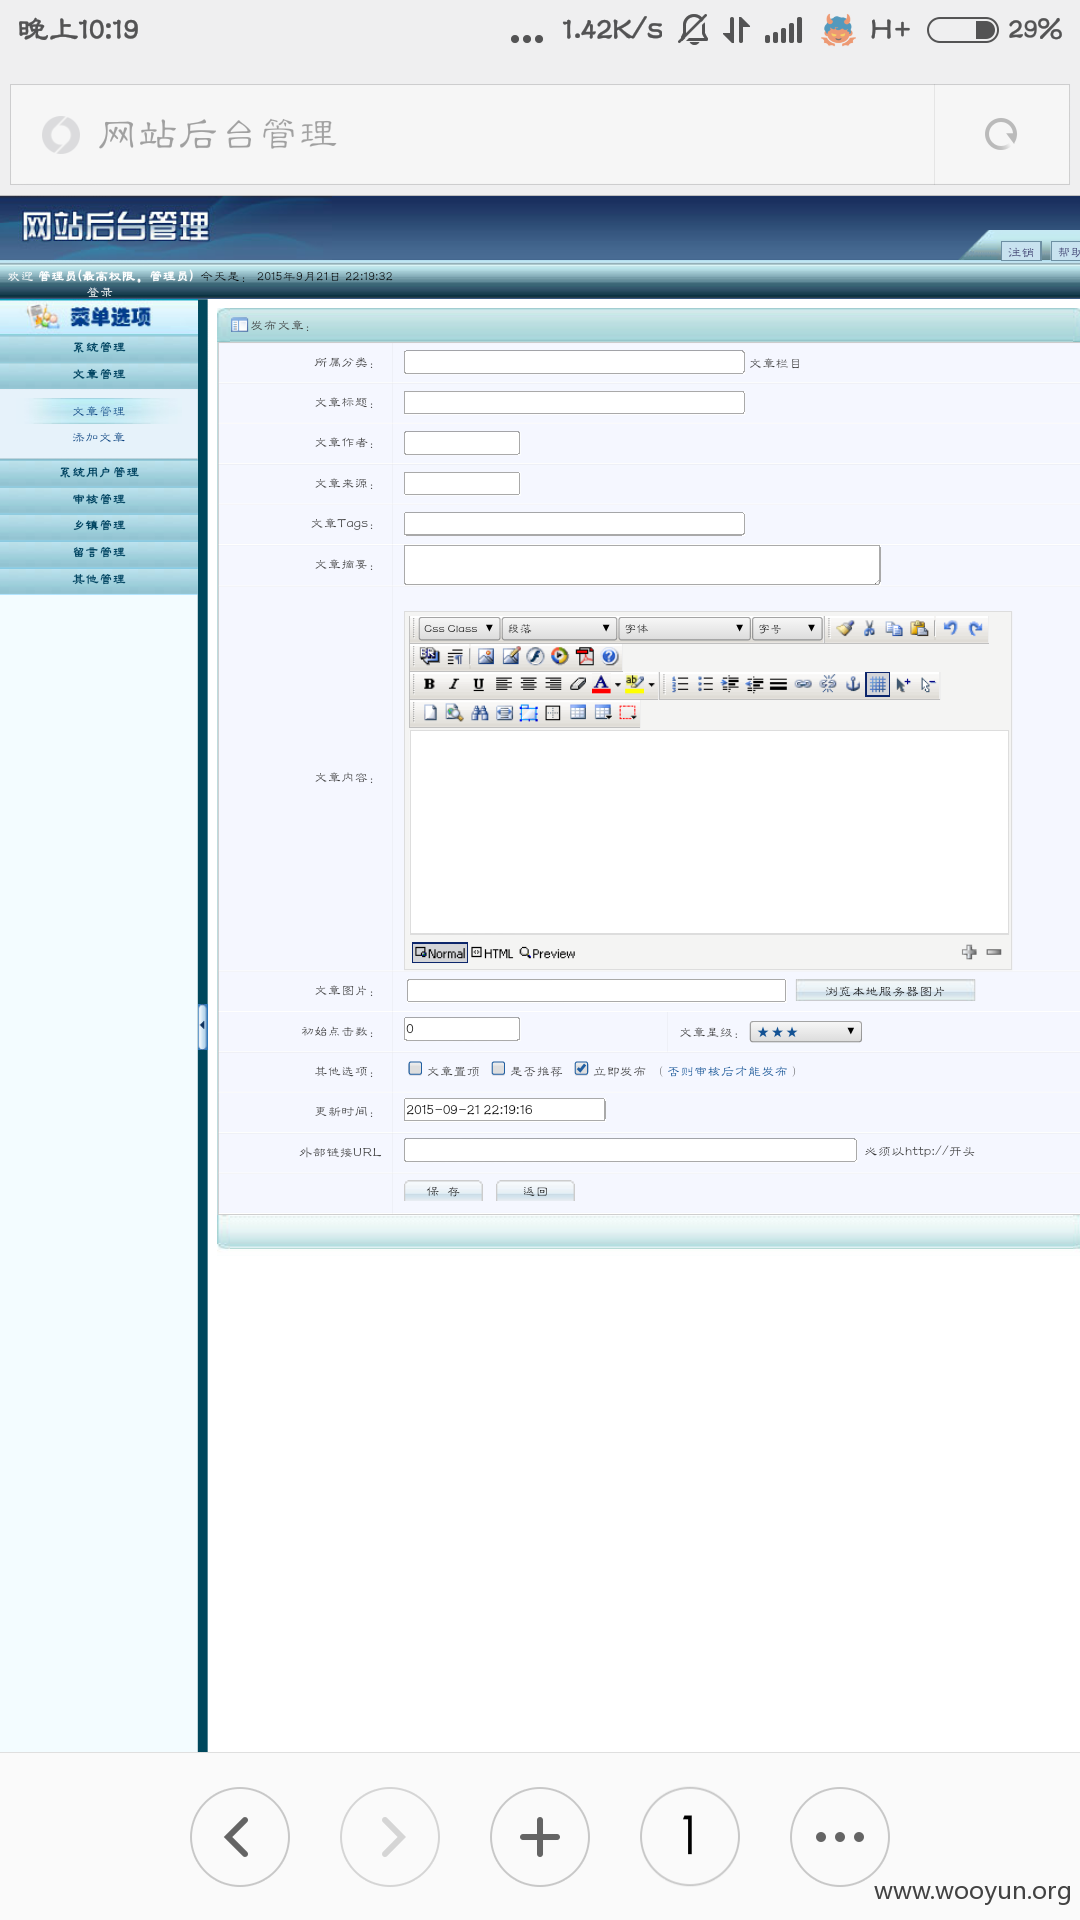 晚上10:19 ... 1.42K/s H+ 29%
网站后台管理
网站后台管理
注销 帮助
欢迎 管理员(最高权限, 管理员) 今天是: 2015年9月21日 22:19:32
登录
菜单选项
系统管理
文章管理
文章管理
添加文章
系统用户管理
审核管理
乡镇管理
留言管理
其他管理
发布文章:
所属分类: 文章栏目
文章标题:
文章作者:
文章来源:
文章Tags:
文章摘要:
Css Class 段落 字体 字号
B I U
文章内容:
Normal HTML Preview
文章图片: 浏览本地服务器图片
初始点击数: 0 文章星级: ★★★
其他选项: 文章置顶 是否推荐 立即发布 (否则审核后才能发布)
更新时间: 2015-09-21 22:19:16
外部链接URL 必须以http://开头
保 存 返回
1
www.wooyun.org